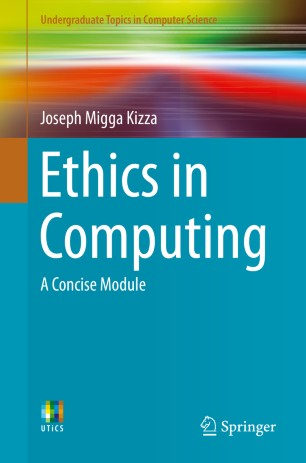 Undergraduate Topics in Computer Science
Joseph Migga Kizza
Ethics in
Computing
A Concise Module
UTiCS
Springer